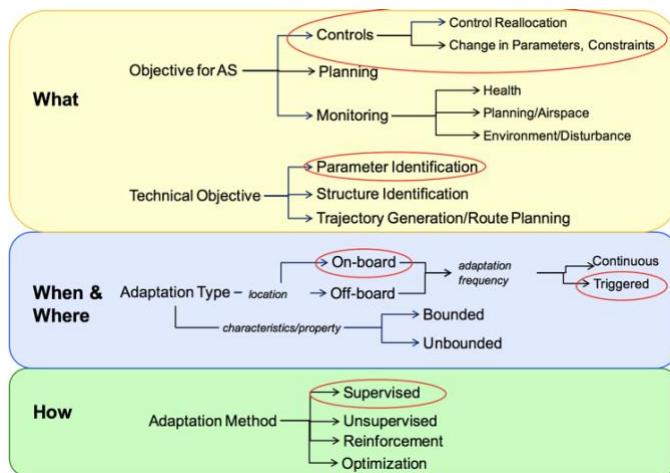 Control Reallocation
Controls
Change in Parameters, Constraints
Objective for AS
Planning
What
Health
Monitoring
Planning/Airspace
Environment/Disturbance
Parameter Identification
Technical Objective
Structure Identification
Trajectory Generation/Route Planning
On-board
adaptation
frequency
Continuous
When &
Where
Adaptation Type
location
Off-board
Triggered
characteristics/property
Bounded
Unbounded
How
Supervised
Adaptation Method
Unsupervised
Reinforcement
Optimization